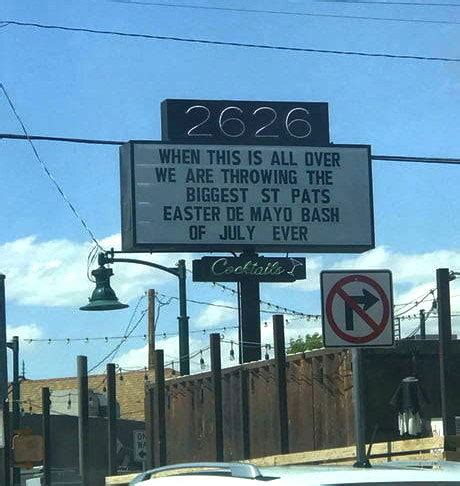 2626
WHEN THIS IS ALL OVER
WE ARE THROWING THE
BIGGEST ST PATS
EASTER DE MAYO BASH
OF JULY EVER
Cocktails
ON